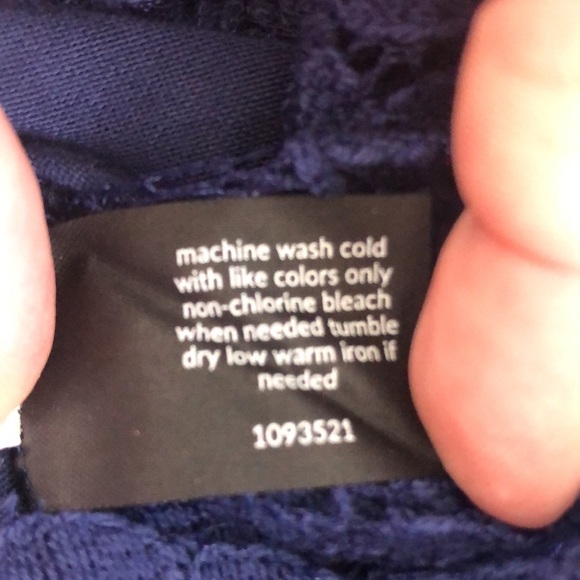 machine wash cold
with like colors only
non-chlorine bleach
when needed tumble
dry low warm iron if
needed
1093521